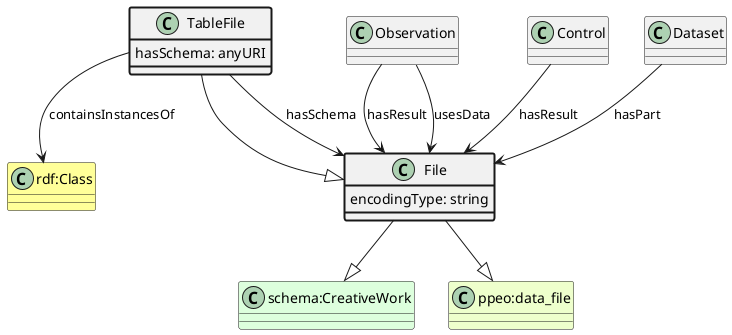 C TableFile
hasSchema: anyURI
C Observation
C Control
C Dataset
containsInstancesOf
hasSchema
hasResult
usesData
hasResult
hasPart
C rdf:Class
C File
encodingType: string
C schema:CreativeWork
C ppeo:data_file